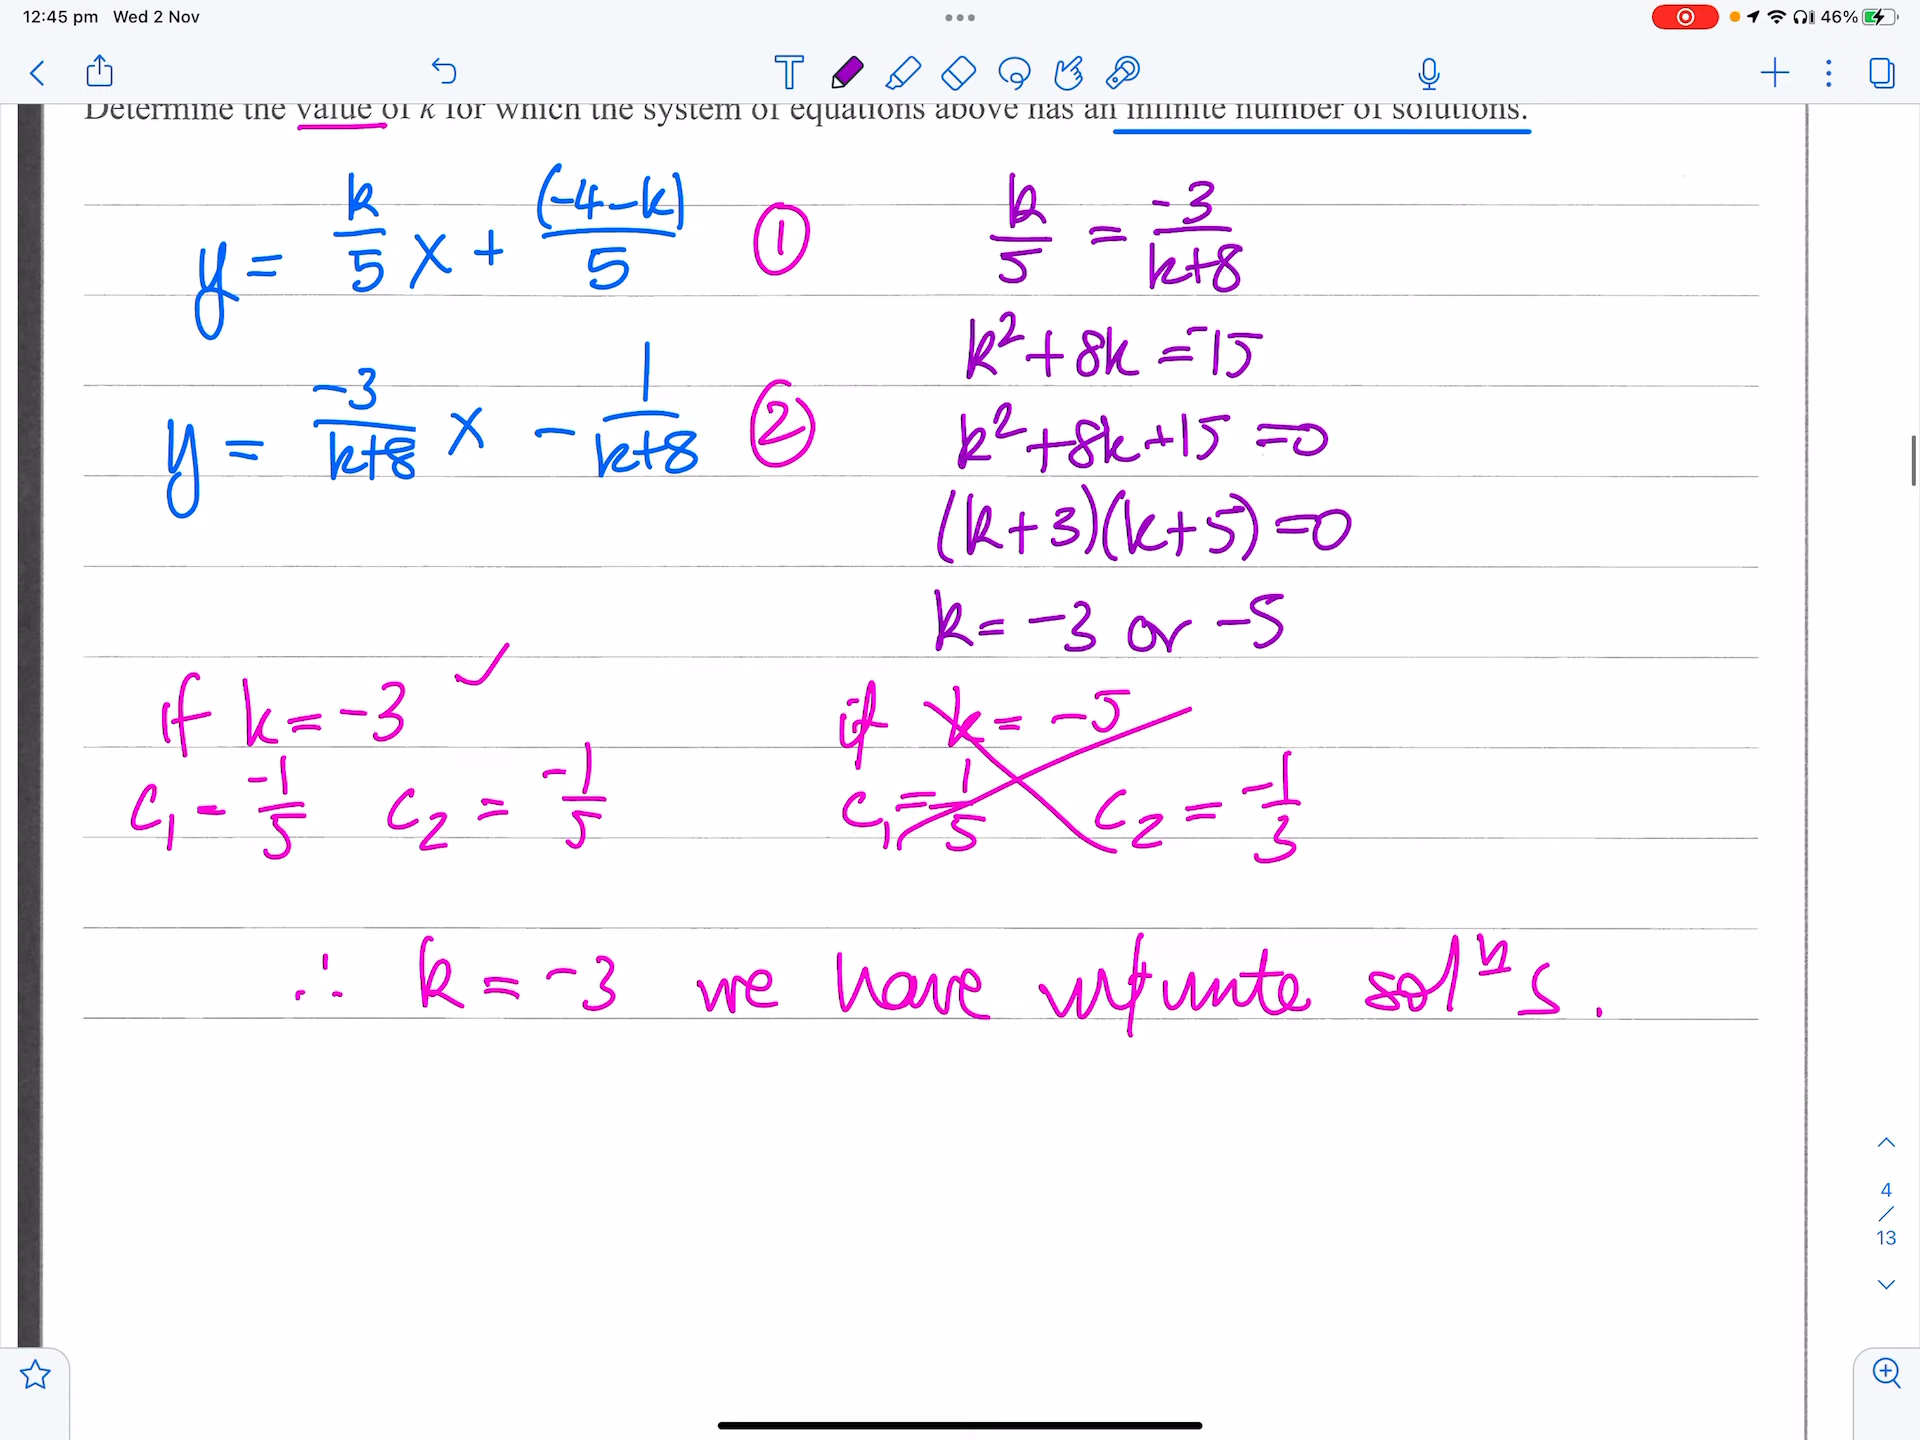 12:45 pm Wed 2 Nov
46%
T
Determine the value of k for which the system of equations above has an infinite number of solutions.
y = k/5 x + (-4-k)/5 ①
y = -3/k+8 x - 1/k+8 ②
k/5 = -3/k+8
k²+8k = -15
k²+8k+15 = 0
(k+3)(k+5) = 0
k = -3 or -5
if k = -3 ✓
c₁ = -1/5 c₂ = -1/5
if k = -5
c₁ = 1/5 c₂ = -1/3
∴ k = -3 we have infinite solⁿs.
4
/
13